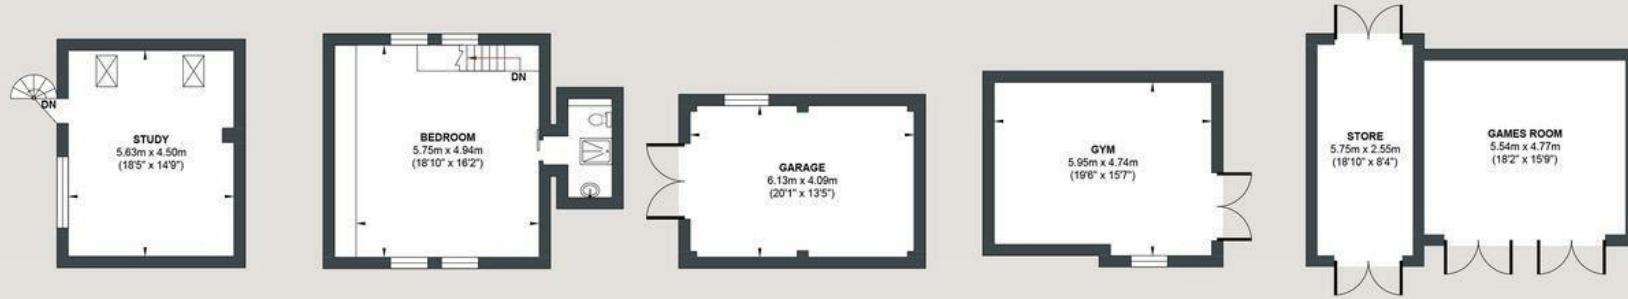 DN
STUDY
5.63m x 4.50m
(18'5" x 14'9")
DN
BEDROOM
5.75m x 4.94m
(18'10" x 16'2")
GARAGE
6.13m x 4.09m
(20'1" x 13'5")
GYM
5.95m x 4.74m
(19'6" x 15'7")
STORE
5.75m x 2.55m
(18'10" x 8'4")
GAMES ROOM
5.54m x 4.77m
(18'2" x 15'9")